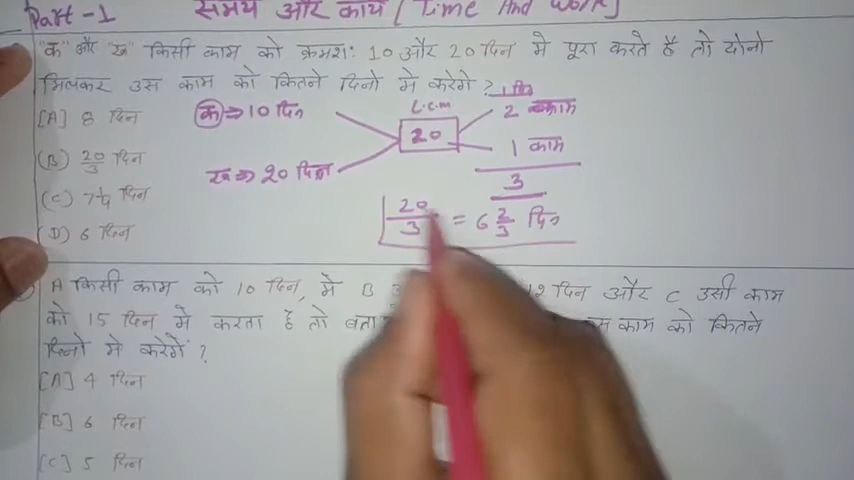 Part-1 समय और कार्य [Time And Work]
"क" और "ख" किसी काम को क्रमश: 10 और 20 दिन में पूरा करते है तो दोनो
मिलकर उस काम को कितने दिनो मे करेगे ?
[A] 8 दिन
(B) 20/3 दिन
(C) 7 1/4 दिन
(D) 6 दिन
क ⇒ 10 दिन
ख ⇒ 20 दिन
L.C.M
20
1 दिन
2 काम
1 काम
3
20/3 = 6 2/3 दिन
A किसी काम को 10 दिन, मे B 12 दिन और C उसी काम
को 15 दिन मे करता है तो काम को कितने
दिनो मे करेगें ?
[A] 4 दिन
[B] 6 दिन
[C] 5 दिन